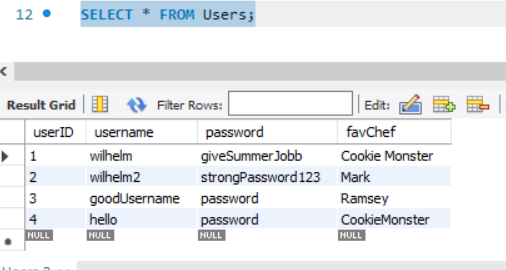 12 SELECT * FROM Users;
Result Grid Filter Rows: Edit:
userID username password favChef
1 wilhelm giveSummerJobb Cookie Monster
2 wilhelm2 strongPassword123 Mark
3 goodUsername password Ramsey
4 hello password CookieMonster
NULL NULL NULL NULL